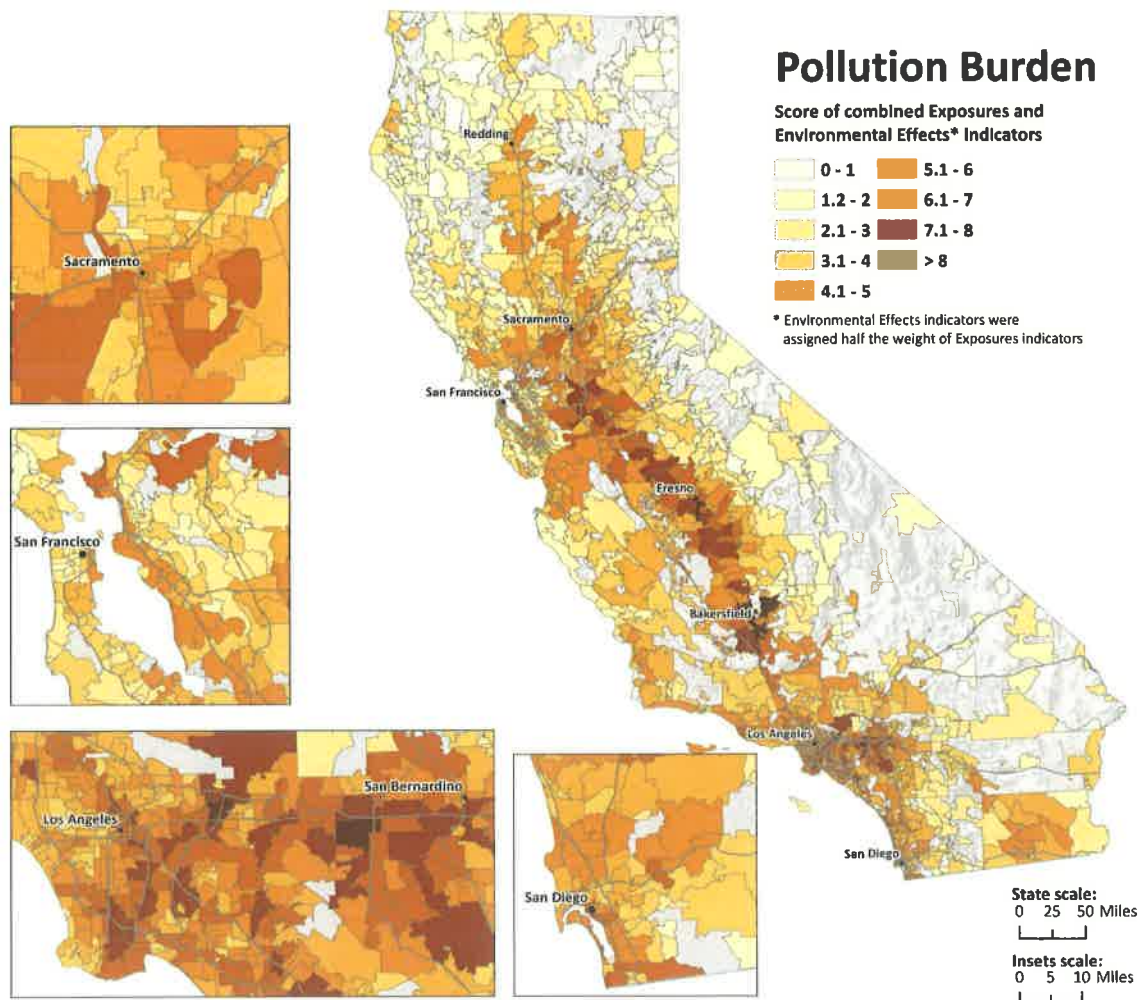 Pollution Burden
Score of combined Exposures and
Environmental Effects* Indicators
0 - 1
5.1 - 6
1.2 - 2
6.1 - 7
2.1 - 3
7.1 - 8
3.1 - 4
> 8
4.1 - 5
* Environmental Effects indicators were
assigned half the weight of Exposures indicators
Redding
Sacramento
San Francisco
Fresno
Bakersfield
Los Angeles
San Diego
Sacramento
San Francisco
Los Angeles
San Bernardino
San Diego
State scale:
0 25 50 Miles
Insets scale:
0 5 10 Miles